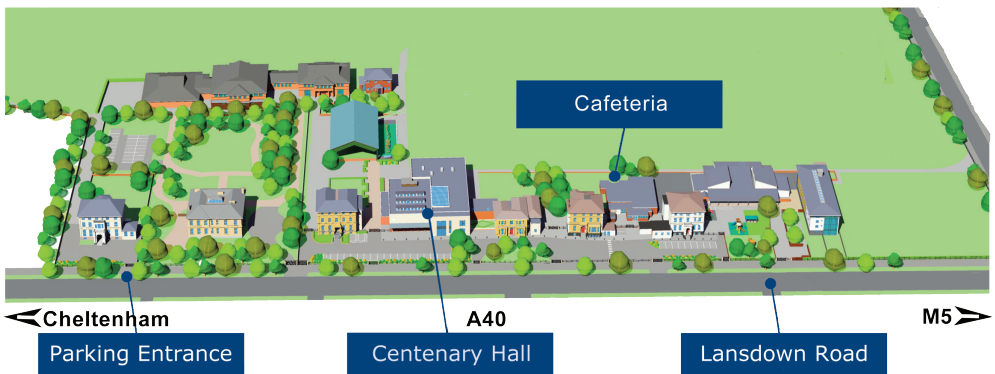 Cafeteria
Cheltenham
A40
M5
Parking Entrance
Centenary Hall
Lansdown Road